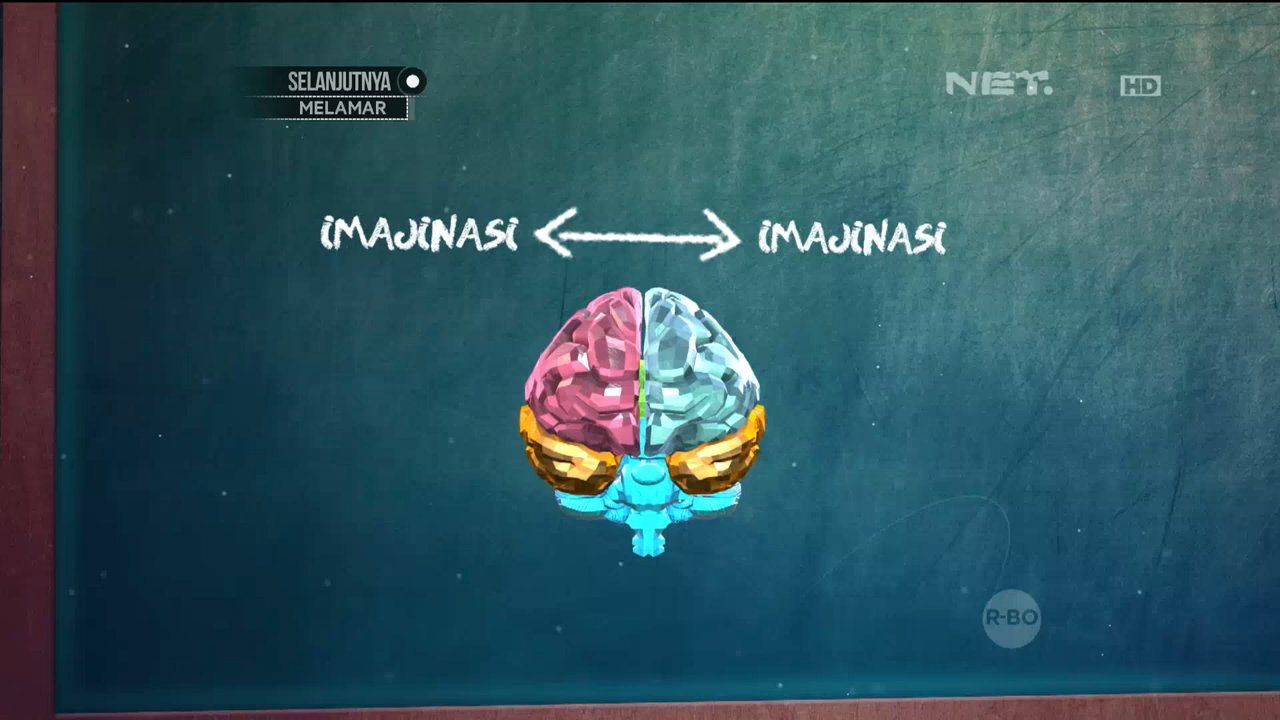 SELANJUTNYA
MELAMAR
NET.
HD
iMAJiNASi
iMAJiNASi
R-BO